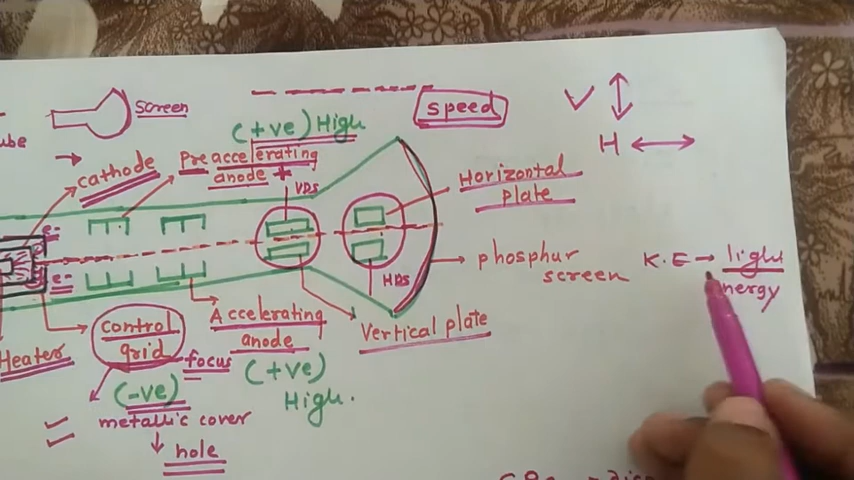 Screen
speed
V
H
(+ve) High
ube
cathode
Preaccelerating
anode +
VDS
Horizontal
plate
e-
e-
phosphur
screen
K.E → light
nergy
HDS
Accelerating
anode
Vertical plate
control
grid
Heater
focus
(+ve)
High.
(-ve)
metallic cover
hole